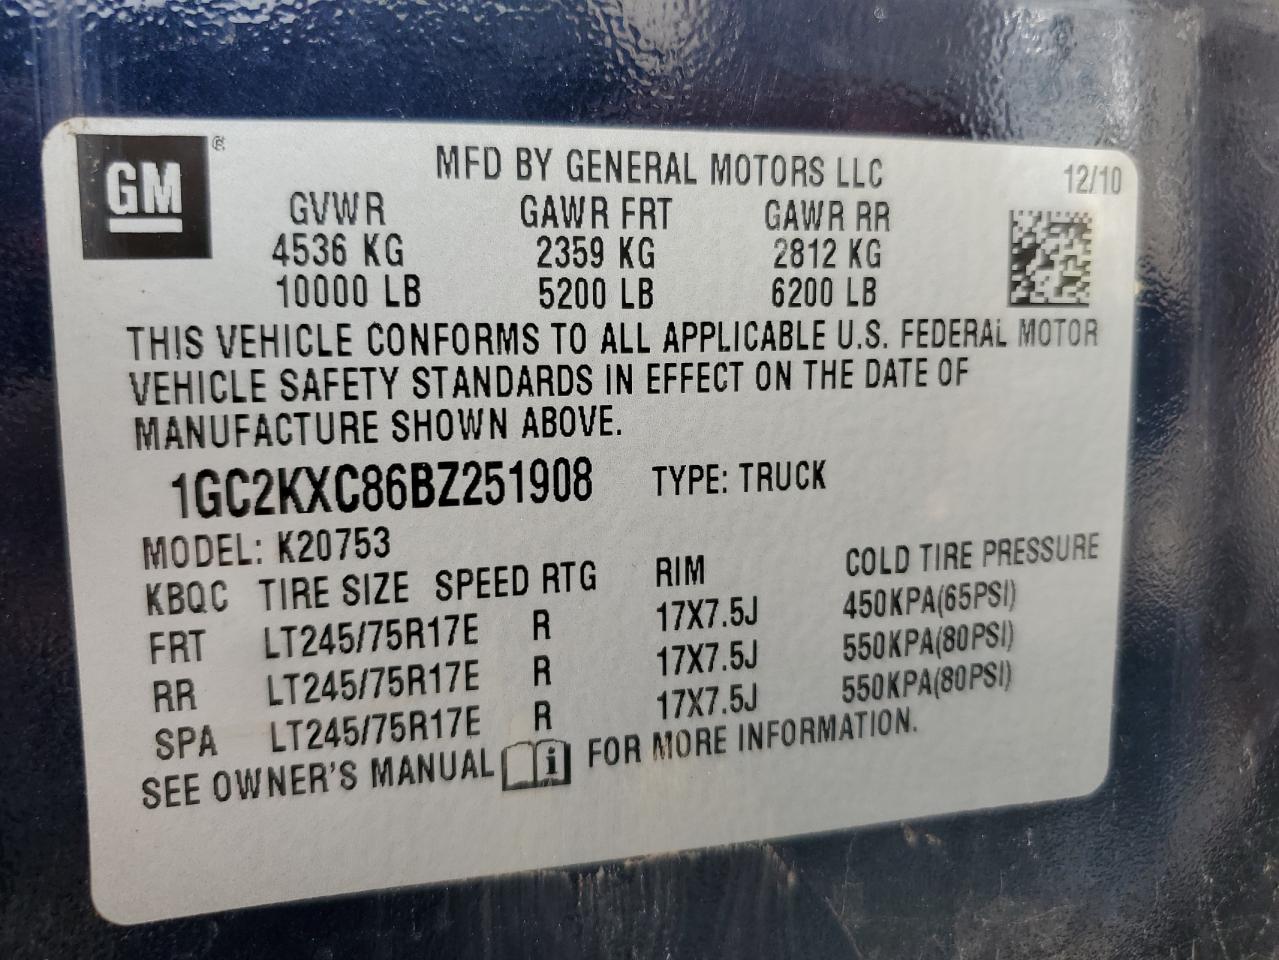 GM ®
MFD BY GENERAL MOTORS LLC 12/10
GVWR GAWR FRT GAWR RR
4536 KG 2359 KG 2812 KG
10000 LB 5200 LB 6200 LB
THIS VEHICLE CONFORMS TO ALL APPLICABLE U.S. FEDERAL MOTOR
VEHICLE SAFETY STANDARDS IN EFFECT ON THE DATE OF
MANUFACTURE SHOWN ABOVE.
1GC2KXC86BZ251908 TYPE: TRUCK
MODEL: K20753
KBQC TIRE SIZE SPEED RTG RIM COLD TIRE PRESSURE
FRT LT245/75R17E R 17X7.5J 450KPA(65PSI)
RR LT245/75R17E R 17X7.5J 550KPA(80PSI)
SPA LT245/75R17E R 17X7.5J 550KPA(80PSI)
SEE OWNER'S MANUAL i FOR MORE INFORMATION.